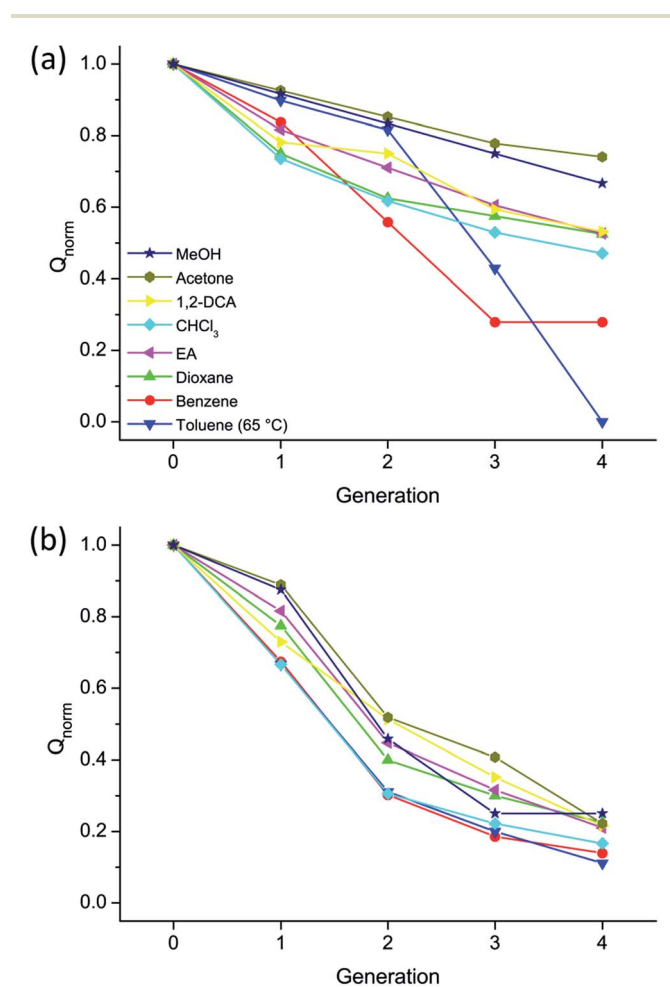 (a)
1.0
0.8
0.6
0.4
0.2
0.0
Qnorm
MeOH
Acetone
1,2-DCA
CHCl3
EA
Dioxane
Benzene
Toluene (65 °C)
0 1 2 3 4
Generation
(b)
1.0
0.8
0.6
0.4
0.2
0.0
Qnorm
0 1 2 3 4
Generation